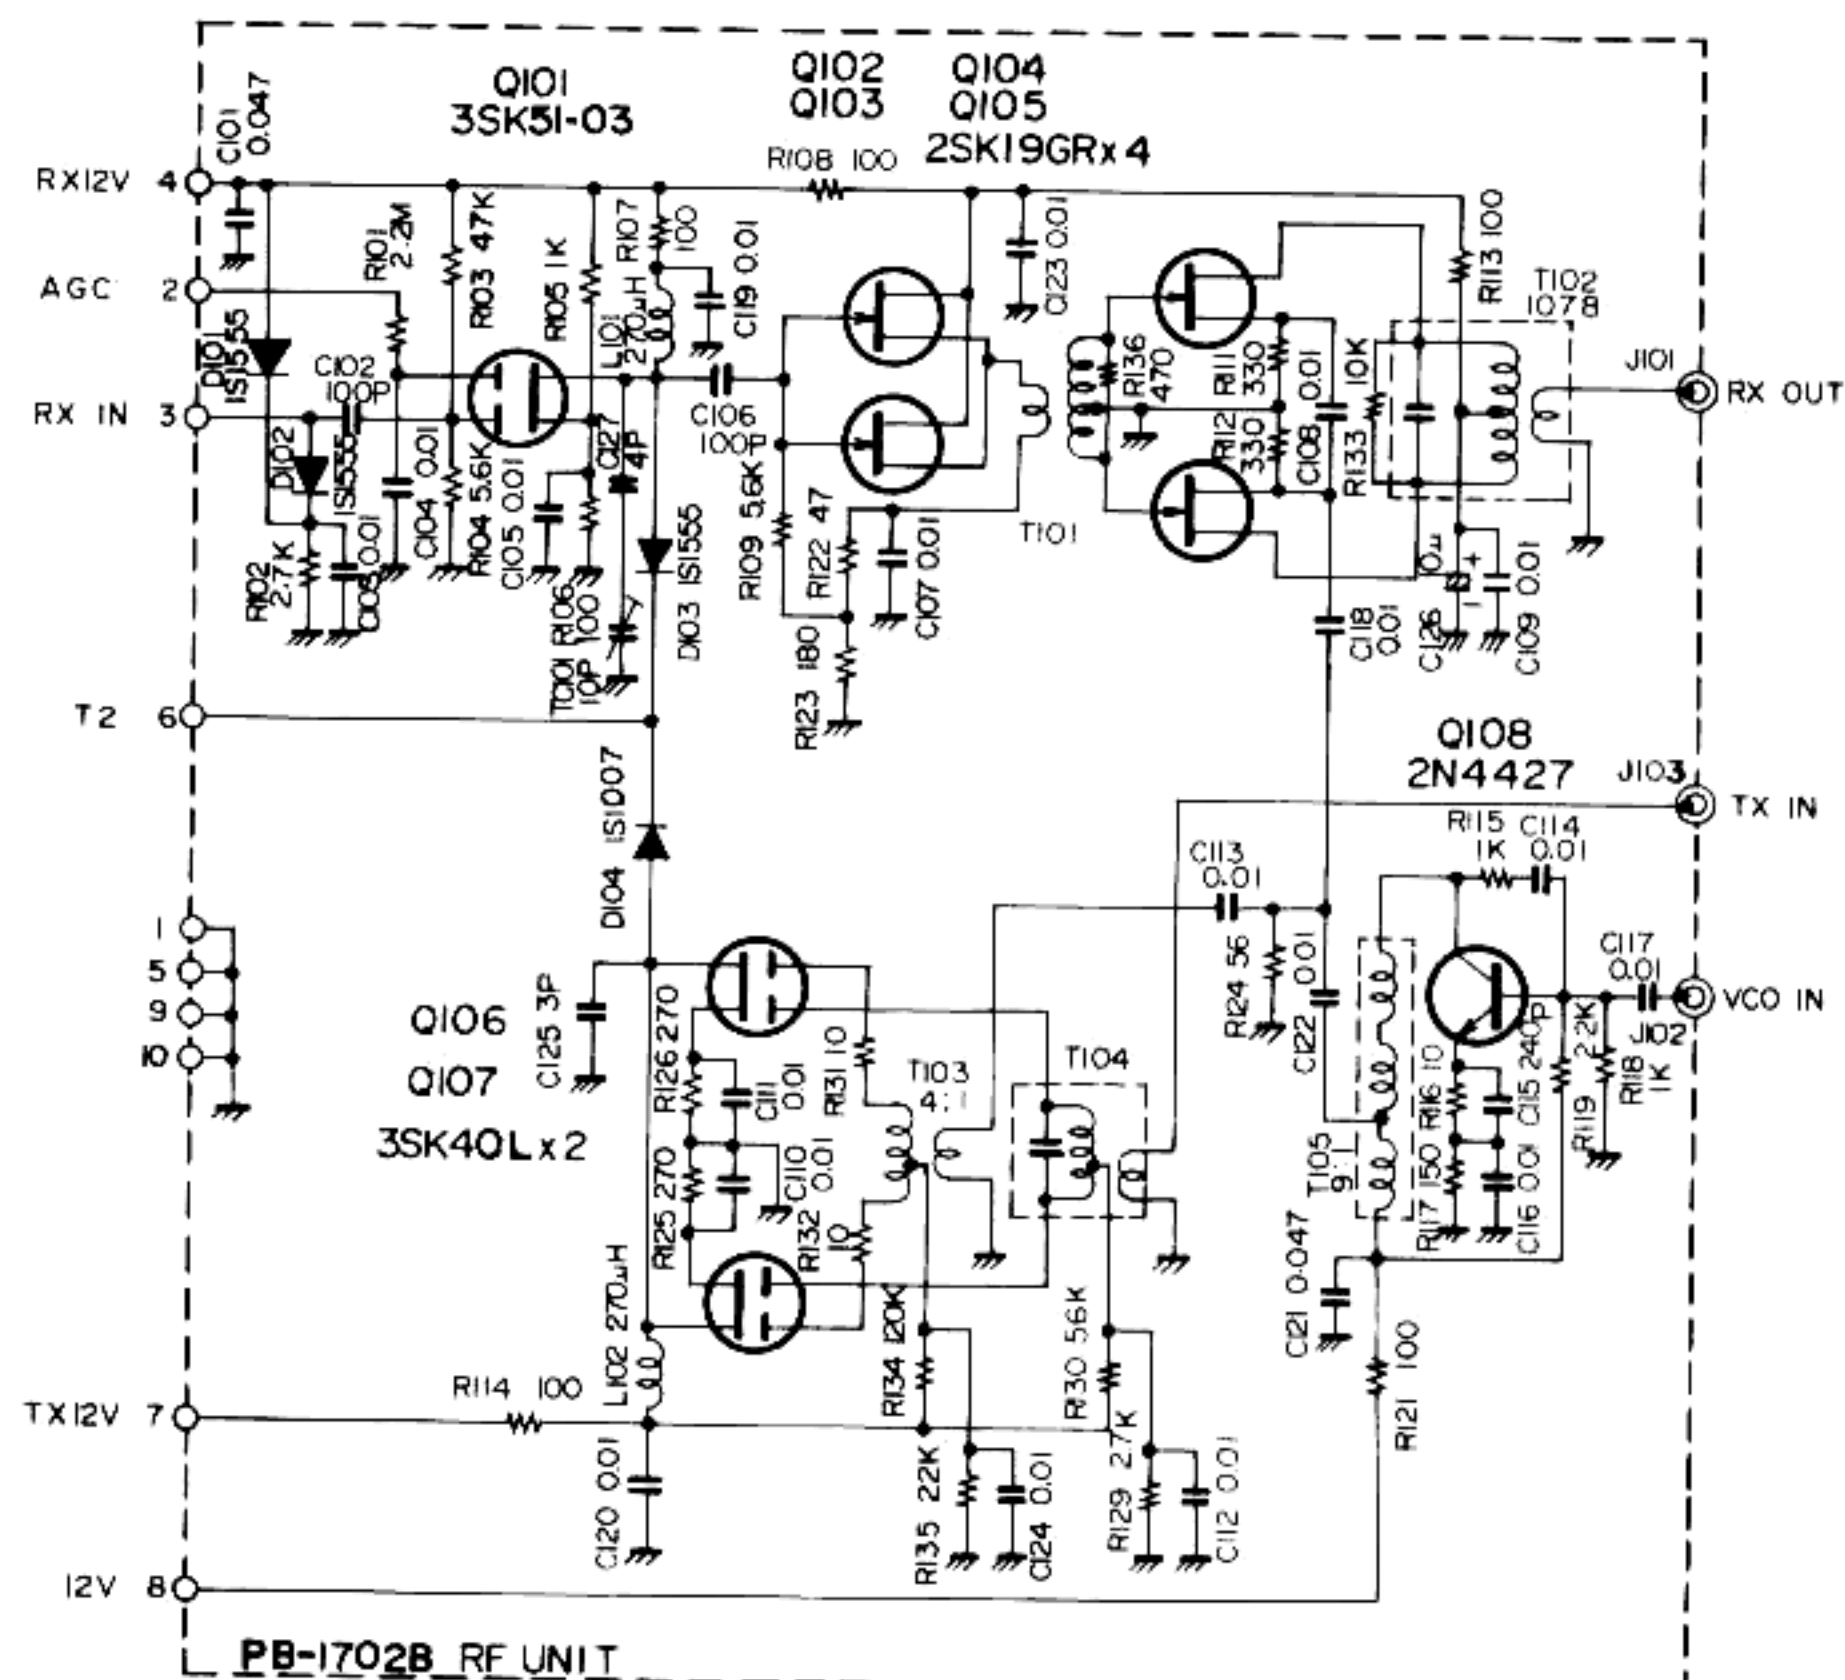 Q101
3SK51-03
Q102
Q103
Q104
Q105
2SK19GRx4
C101
0.047
RX12V 4
R108 100
R101
2.2M
R103 47K
R105 1K
R107
100
L101
270μH
C119 0.01
C123 0.01
R113 100
T102
107B
AGC 2
D101
1S1555
C102
100P
RX IN 3
D102
1S1555
C104 0.01
R104 5.6K
C105 0.01
R102
2.7K
0.01
TC101
10P
R106
100
C127
4P
C106
100P
D103 1S1555
R109 5.6K
R122 47
C107 0.01
R123 180
T101
R136
470
R111
330
R112
330
0.01
C108
10K
R133
J101
RX OUT
C118
0.01
C126
C109 0.01
T2 6
D104 1S1007
Q108
2N4427
J103
TX IN
R115
1K
C114
0.01
C113
0.01
R124 56
C122 0.01
C117
0.01
VCO IN
J102
1
5
9
10
Q106
Q107
3SK40Lx2
C125 3P
R126 270
C111
0.01
R131 10
T103
4:1
T104
R125 270
C110
0.01
R132
10
T105
9:1
R116 10
R117 150
C115 240P
C116 0.01
R119 2.2K
R118
1K
L102 270μH
R134 120K
R130 56K
C121 0.047
R121 100
R114 100
TX12V 7
C120 0.01
R135 22K
C124 0.01
R129 2.7K
C112 0.01
12V 8
PB-1702B RF UNIT